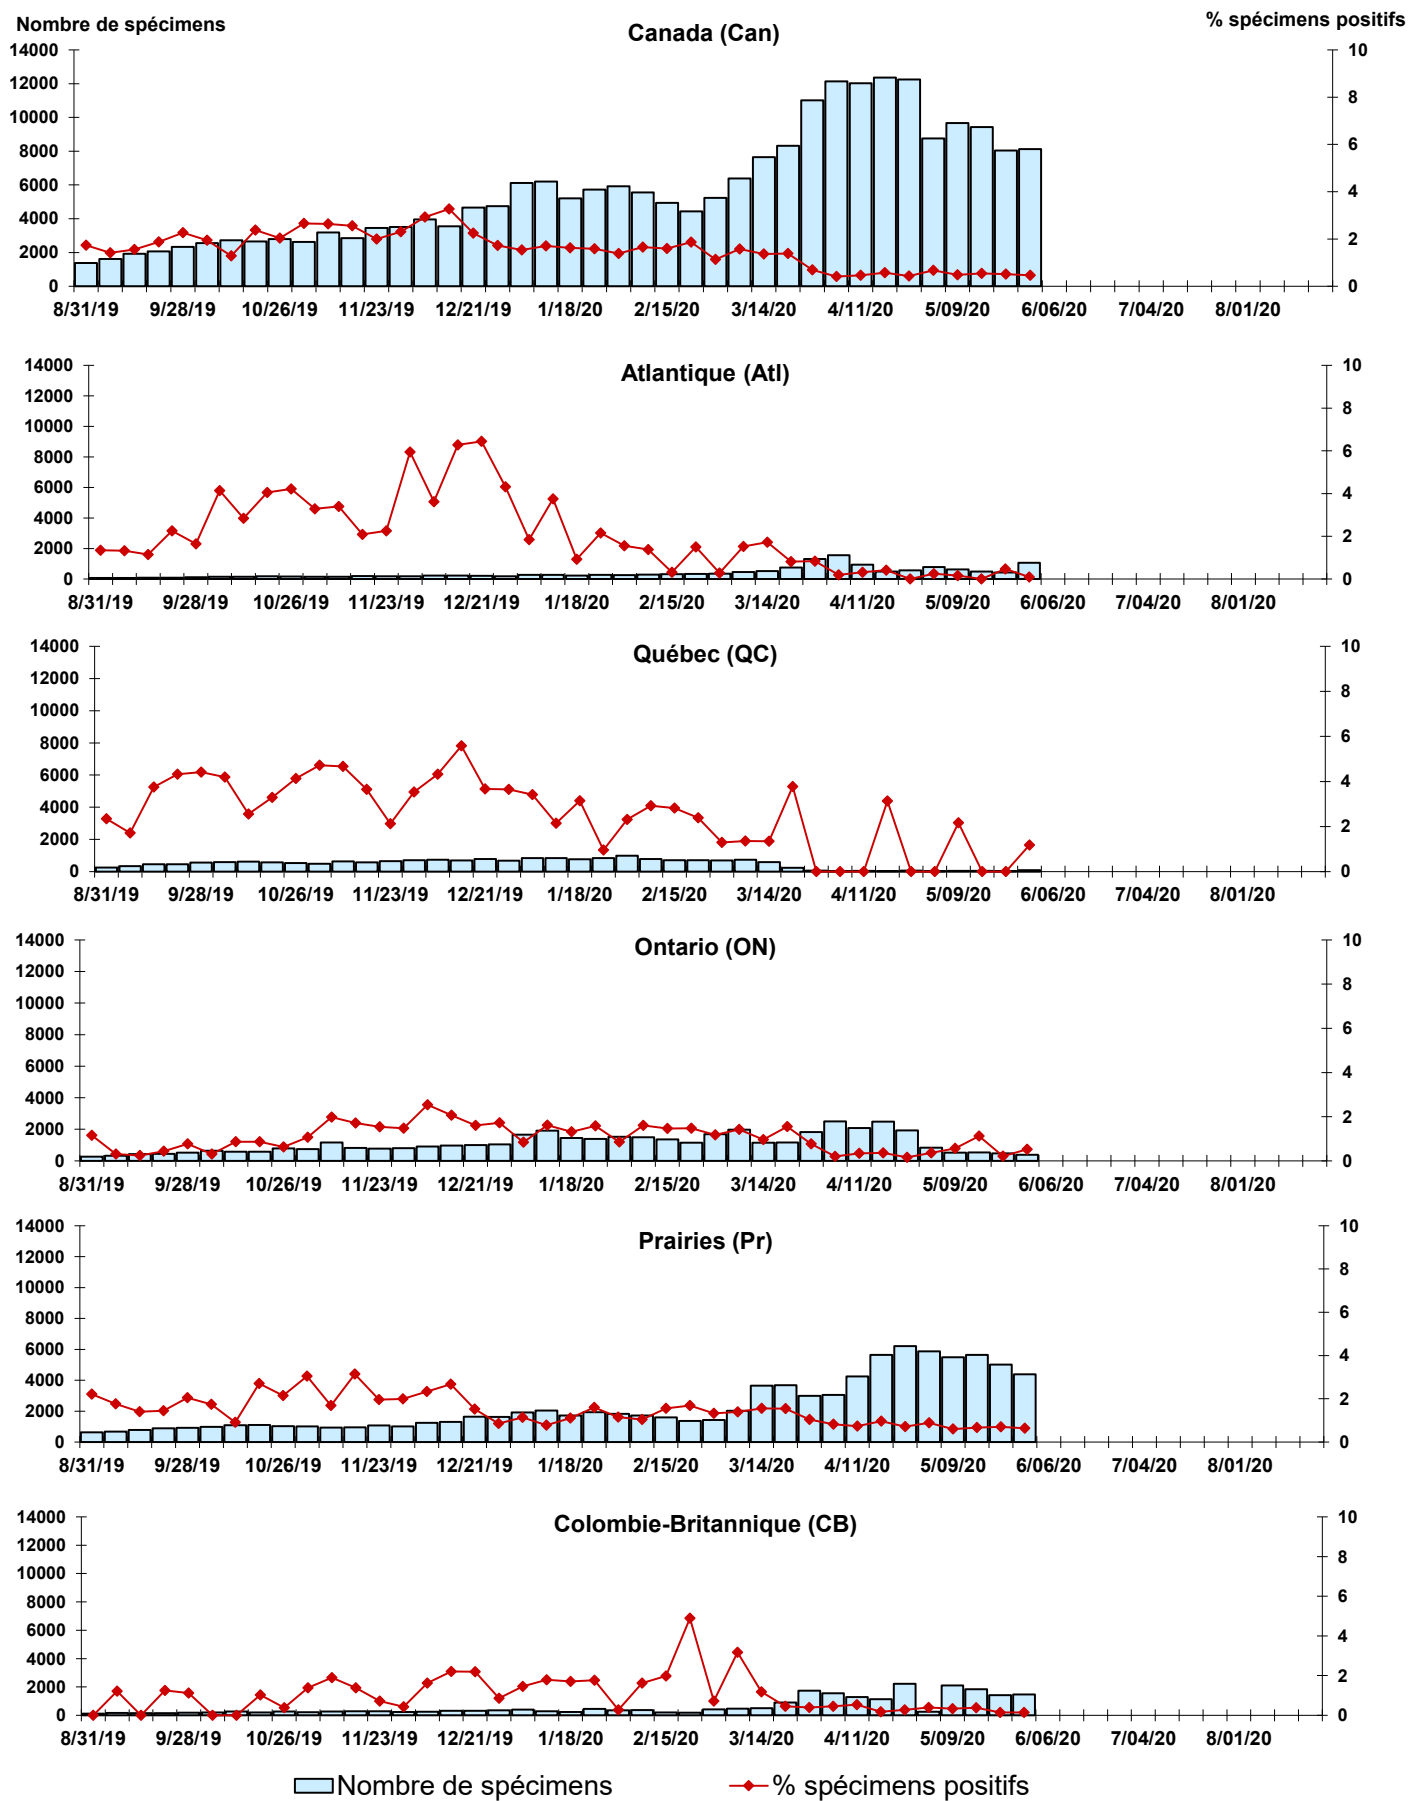 Nombre de spécimens
% spécimens positifs
Canada (Can)
14000 12000 10000 8000 6000 4000 2000 0
10 8 6 4 2 0
8/31/19 9/28/19 10/26/19 11/23/19 12/21/19 1/18/20 2/15/20 3/14/20 4/11/20 5/09/20 6/06/20 7/04/20 8/01/20
Atlantique (Atl)
14000 12000 10000 8000 6000 4000 2000 0
10 8 6 4 2 0
8/31/19 9/28/19 10/26/19 11/23/19 12/21/19 1/18/20 2/15/20 3/14/20 4/11/20 5/09/20 6/06/20 7/04/20 8/01/20
Québec (QC)
14000 12000 10000 8000 6000 4000 2000 0
10 8 6 4 2 0
8/31/19 9/28/19 10/26/19 11/23/19 12/21/19 1/18/20 2/15/20 3/14/20 4/11/20 5/09/20 6/06/20 7/04/20 8/01/20
Ontario (ON)
14000 12000 10000 8000 6000 4000 2000 0
10 8 6 4 2 0
8/31/19 9/28/19 10/26/19 11/23/19 12/21/19 1/18/20 2/15/20 3/14/20 4/11/20 5/09/20 6/06/20 7/04/20 8/01/20
Prairies (Pr)
14000 12000 10000 8000 6000 4000 2000 0
10 8 6 4 2 0
8/31/19 9/28/19 10/26/19 11/23/19 12/21/19 1/18/20 2/15/20 3/14/20 4/11/20 5/09/20 6/06/20 7/04/20 8/01/20
Colombie-Britannique (CB)
14000 12000 10000 8000 6000 4000 2000 0
10 8 6 4 2 0
8/31/19 9/28/19 10/26/19 11/23/19 12/21/19 1/18/20 2/15/20 3/14/20 4/11/20 5/09/20 6/06/20 7/04/20 8/01/20
Nombre de spécimens % spécimens positifs